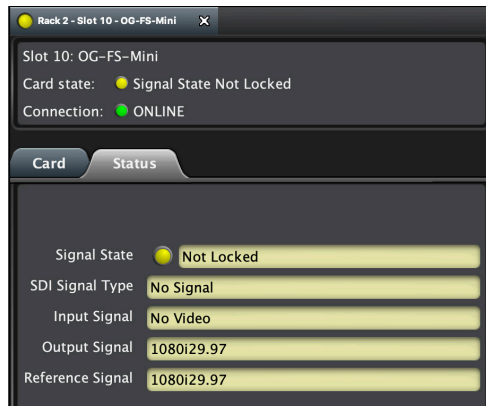 Rack 2 - Slot 10 - OG-FS-Mini X
Slot 10: OG-FS-Mini
Card state: Signal State Not Locked
Connection: ONLINE
Card Status
Signal State Not Locked
SDI Signal Type No Signal
Input Signal No Video
Output Signal 1080i29.97
Reference Signal 1080i29.97